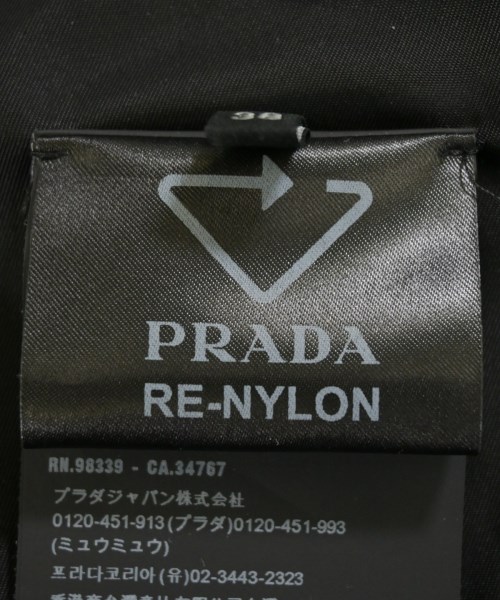 38
PRADA
RE-NYLON
RN.98339 - CA.34767
プラダジャパン株式会社
0120-451-913(プラダ)0120-451-993
(ミュウミュウ)
프라다코리아(유)02-3443-2323